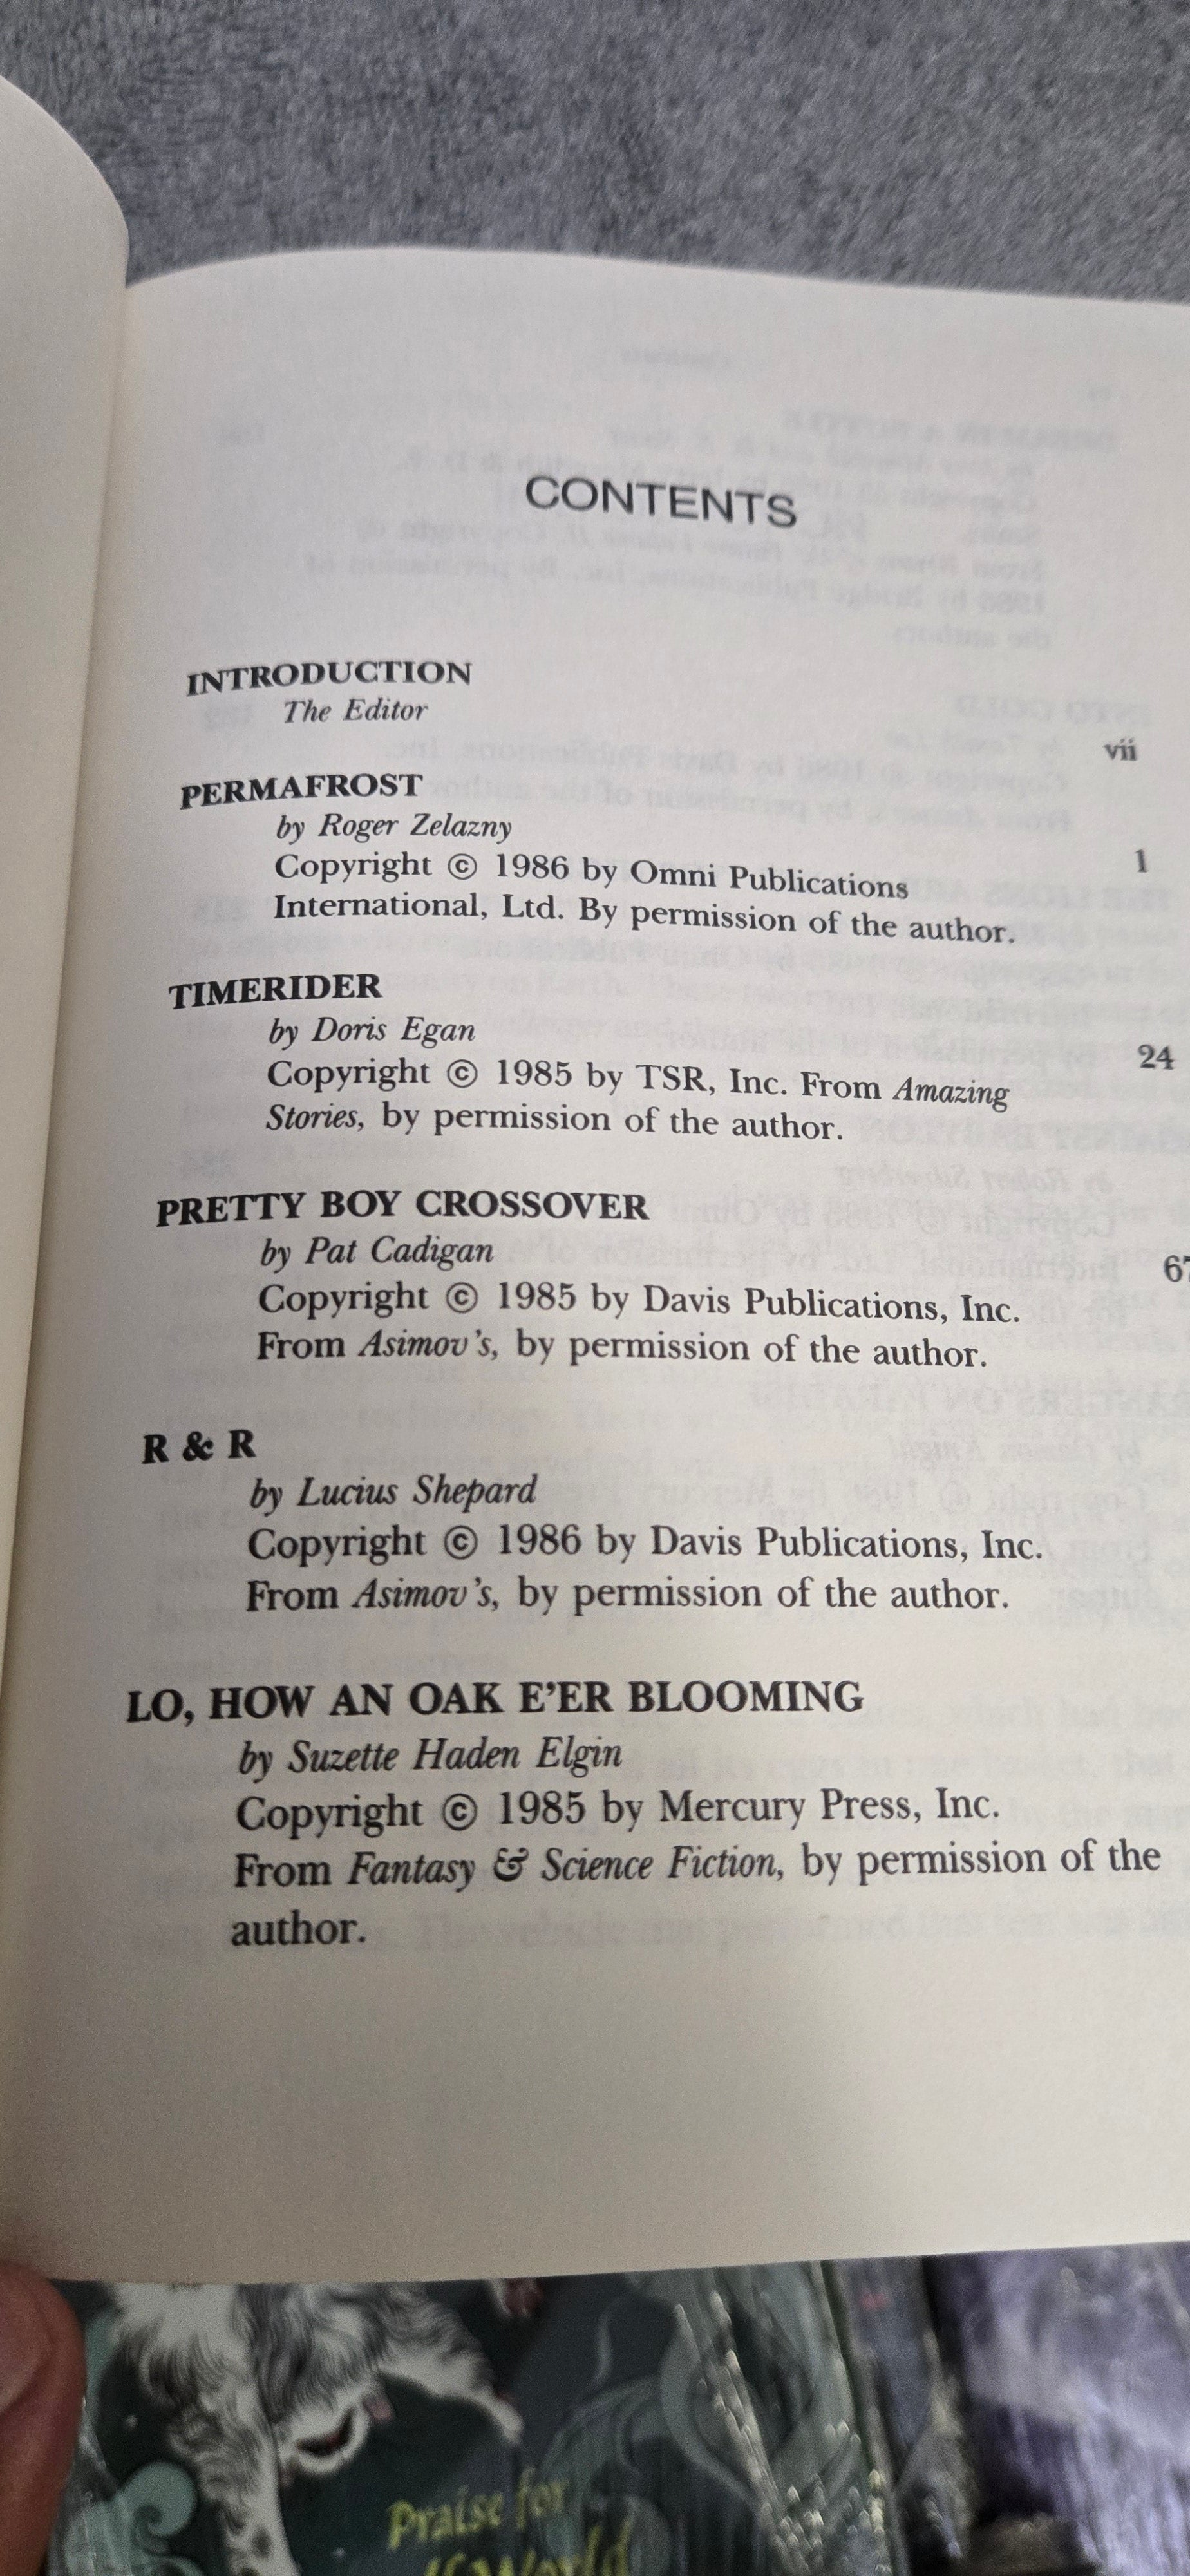 CONTENTS
INTRODUCTION
The Editor
vii
PERMAFROST
by Roger Zelazny
1
Copyright © 1986 by Omni Publications
International, Ltd. By permission of the author.
TIMERIDER
by Doris Egan
24
Copyright © 1985 by TSR, Inc. From Amazing
Stories, by permission of the author.
PRETTY BOY CROSSOVER
by Pat Cadigan
67
Copyright © 1985 by Davis Publications, Inc.
From Asimov's, by permission of the author.
R & R
by Lucius Shepard
Copyright © 1986 by Davis Publications, Inc.
From Asimov's, by permission of the author.
LO, HOW AN OAK E'ER BLOOMING
by Suzette Haden Elgin
Copyright © 1985 by Mercury Press, Inc.
From Fantasy & Science Fiction, by permission of the
author.
Praise for
World